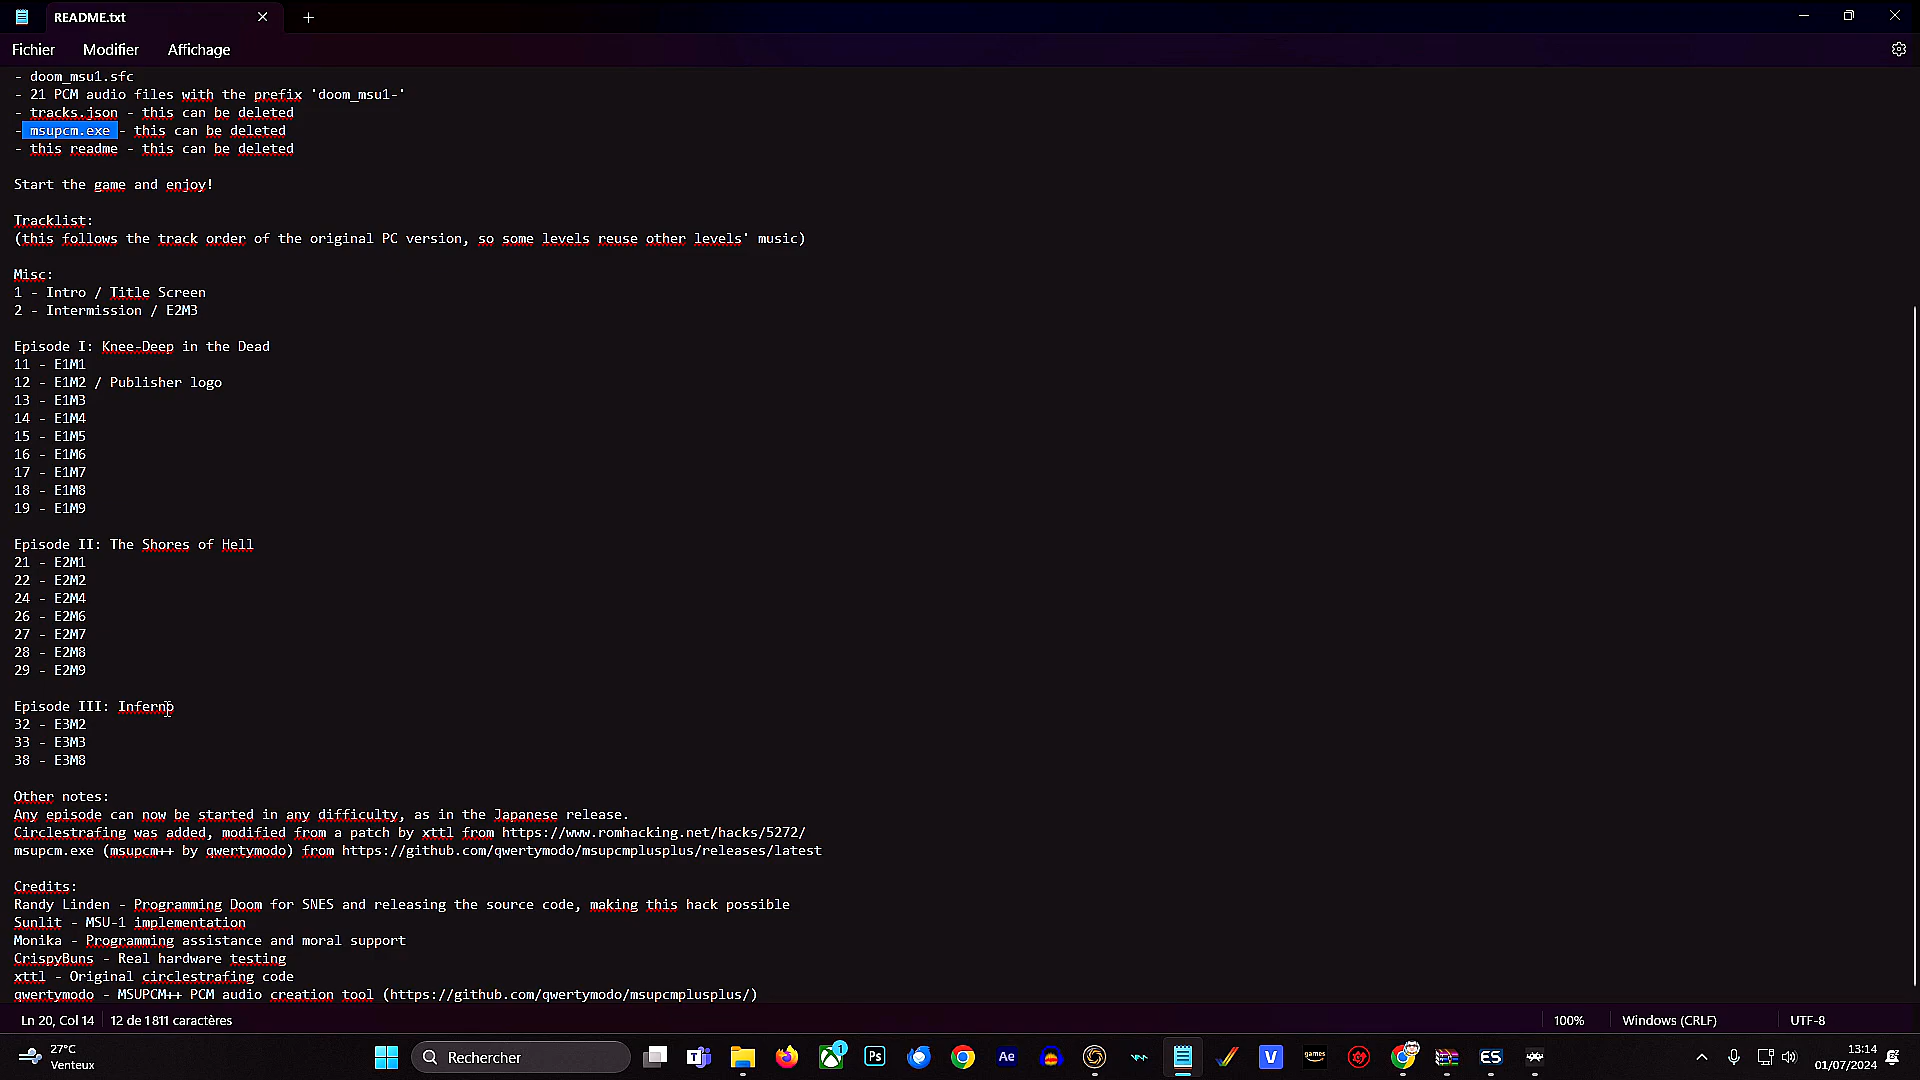 README.txt
Fichier Modifier Affichage
- doom_msu1.sfc
- 21 PCM audio files with the prefix 'doom_msu1-'
- tracks.json - this can be deleted
- msupcm.exe - this can be deleted
- this readme - this can be deleted
Start the game and enjoy!
Tracklist:
(this follows the track order of the original PC version, so some levels reuse other levels' music)
Misc:
1 - Intro / Title Screen
2 - Intermission / E2M3
Episode I: Knee-Deep in the Dead
11 - E1M1
12 - E1M2 / Publisher logo
13 - E1M3
14 - E1M4
15 - E1M5
16 - E1M6
17 - E1M7
18 - E1M8
19 - E1M9
Episode II: The Shores of Hell
21 - E2M1
22 - E2M2
24 - E2M4
26 - E2M6
27 - E2M7
28 - E2M8
29 - E2M9
Episode III: Inferno
32 - E3M2
33 - E3M3
38 - E3M8
Other notes:
Any episode can now be started in any difficulty, as in the Japanese release.
Circlestrafing was added, modified from a patch by xttl from https://www.romhacking.net/hacks/5272/
msupcm.exe (msupcm++ by qwertymodo) from https://github.com/qwertymodo/msupcmplusplus/releases/latest
Credits:
Randy Linden - Programming Doom for SNES and releasing the source code, making this hack possible
Sunlit - MSU-1 implementation
Monika - Programming assistance and moral support
CrispyBuns - Real hardware testing
xttl - Original circlestrafing code
qwertymodo - MSUPCM++ PCM audio creation tool (https://github.com/qwertymodo/msupcmplusplus/)
Ln 20, Col 14 12 de 1811 caractères 100% Windows (CRLF) UTF-8
27°C
Venteux
Rechercher
1
Ps
Ae
V
games
ES
13:14
01/07/2024